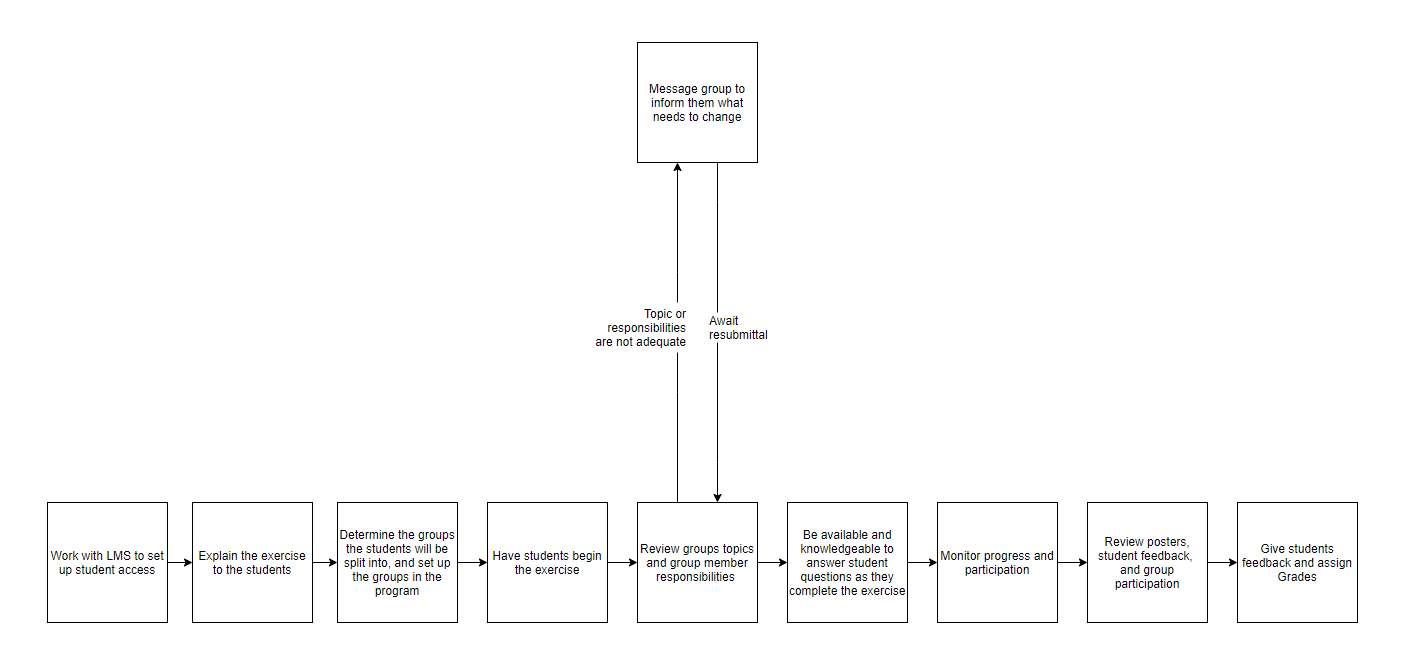 Message group to
inform them what
needs to change
Topic or
responsibilities
are not adequate
Await
resubmittal
Work with LMS to set
up student access
Explain the exercise
to the students
Determine the groups
the students will be
split into, and set up
the groups in the
program
Have students begin
the exercise
Review groups topics
and group member
responsibilities
Be available and
knowledgeable to
answer student
questions as they
complete the exercise
Monitor progress and
participation
Review posters,
student feedback,
and group
participation
Give students
feedback and assign
Grades